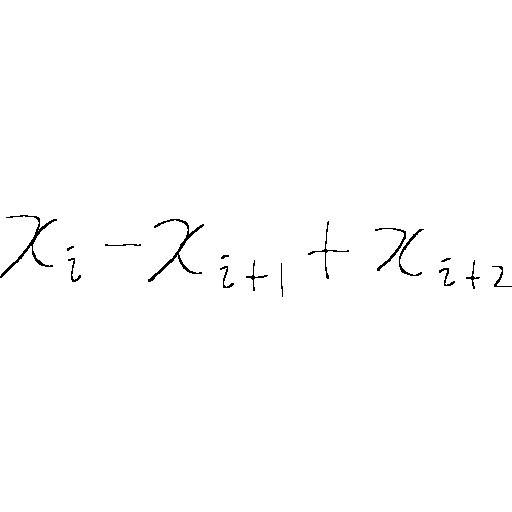 x_i - x_{i+1} + x_{i+2}